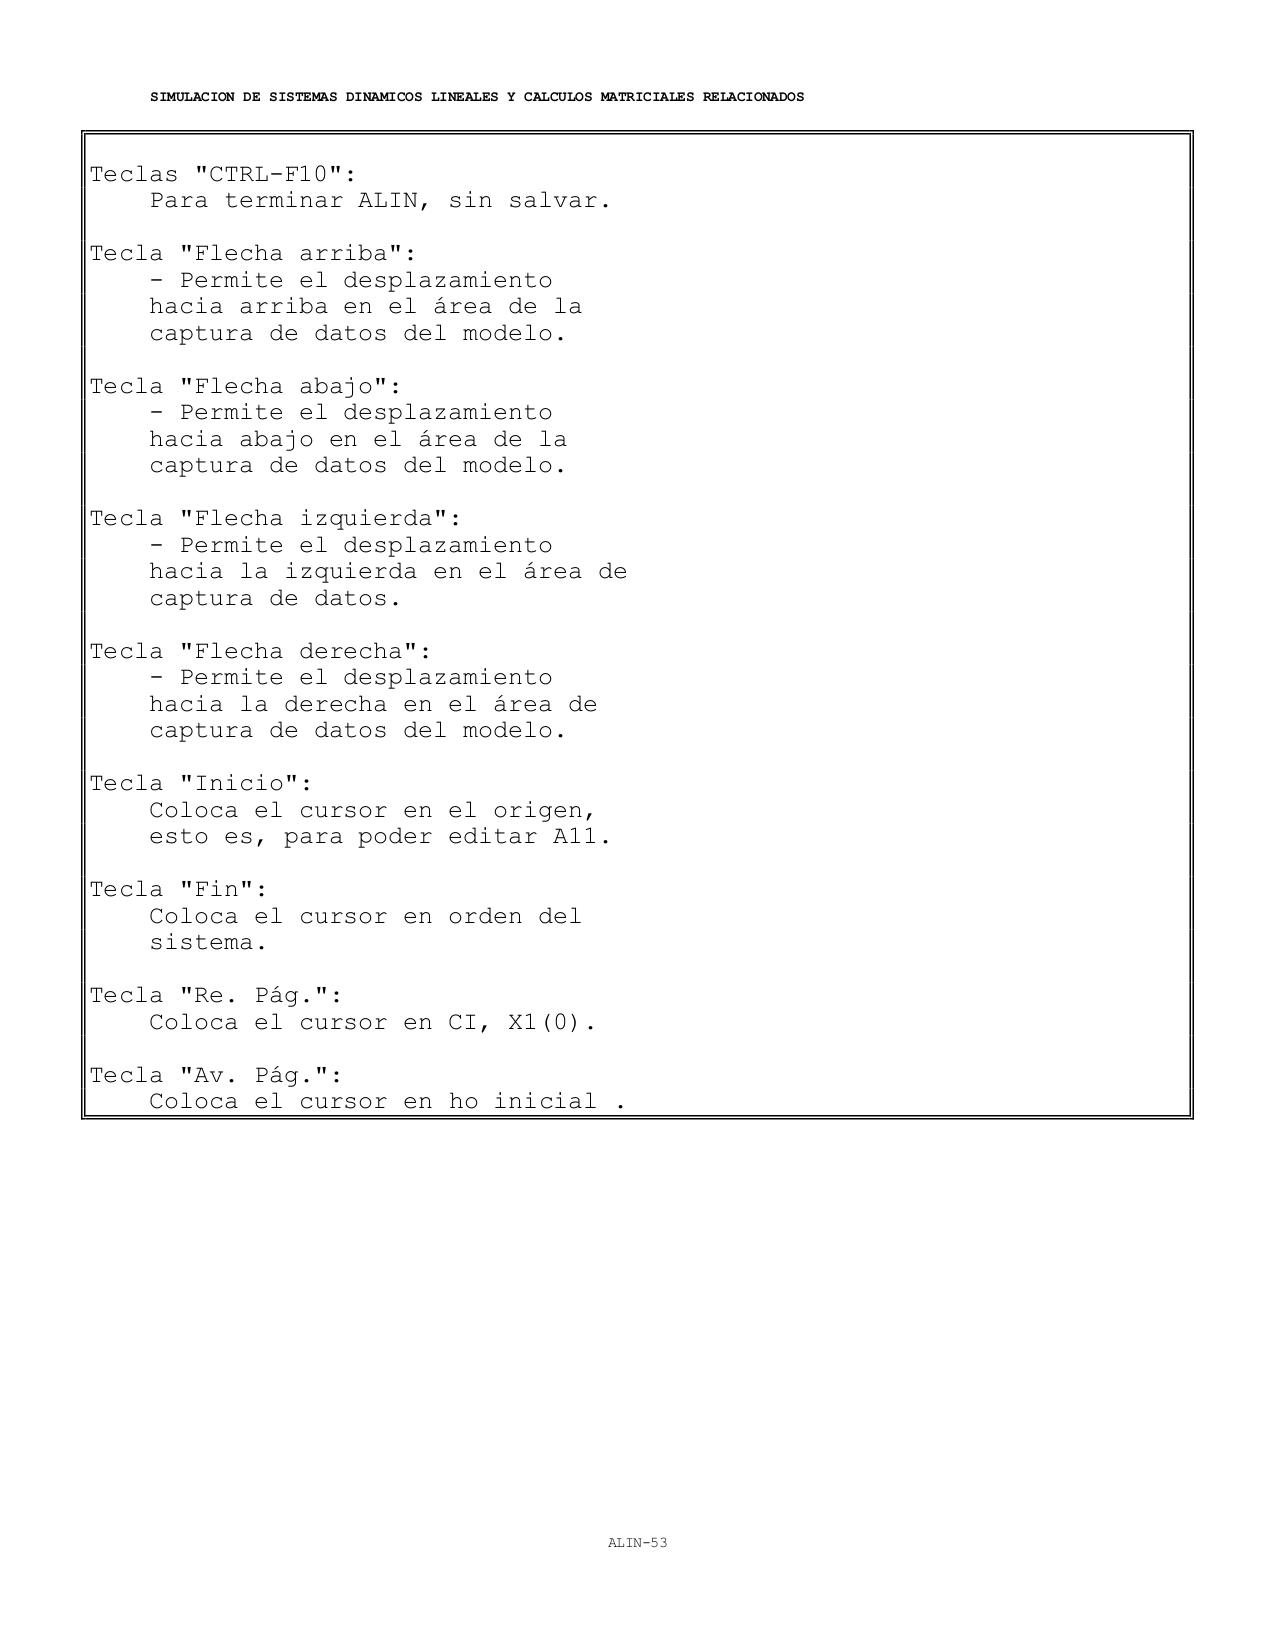 SIMULACION DE SISTEMAS DINAMICOS LINEALES Y CALCULOS MATRICIALES RELACIONADOS
Teclas "CTRL-F10":
Para terminar ALIN, sin salvar.
Tecla "Flecha arriba":
- Permite el desplazamiento
hacia arriba en el área de la
captura de datos del modelo.
Tecla "Flecha abajo":
- Permite el desplazamiento
hacia abajo en el área de la
captura de datos del modelo.
Tecla "Flecha izquierda":
- Permite el desplazamiento
hacia la izquierda en el área de
captura de datos.
Tecla "Flecha derecha":
- Permite el desplazamiento
hacia la derecha en el área de
captura de datos del modelo.
Tecla "Inicio":
Coloca el cursor en el origen,
esto es, para poder editar A11.
Tecla "Fin":
Coloca el cursor en orden del
sistema.
Tecla "Re. Pág.":
Coloca el cursor en CI, X1(0).
Tecla "Av. Pág.":
Coloca el cursor en ho inicial .
ALIN-53